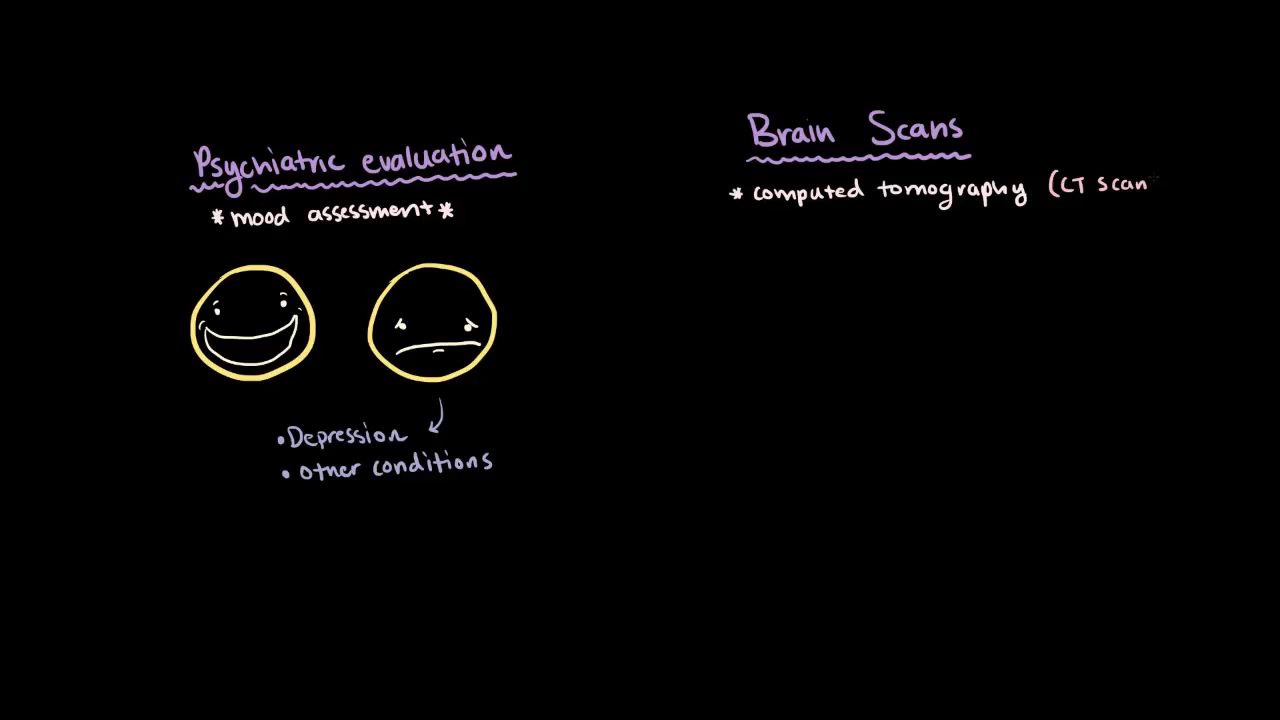 Psychiatric evaluation
*mood assessment*
• Depression
• other conditions
Brain Scans
* computed tomography (CT scan